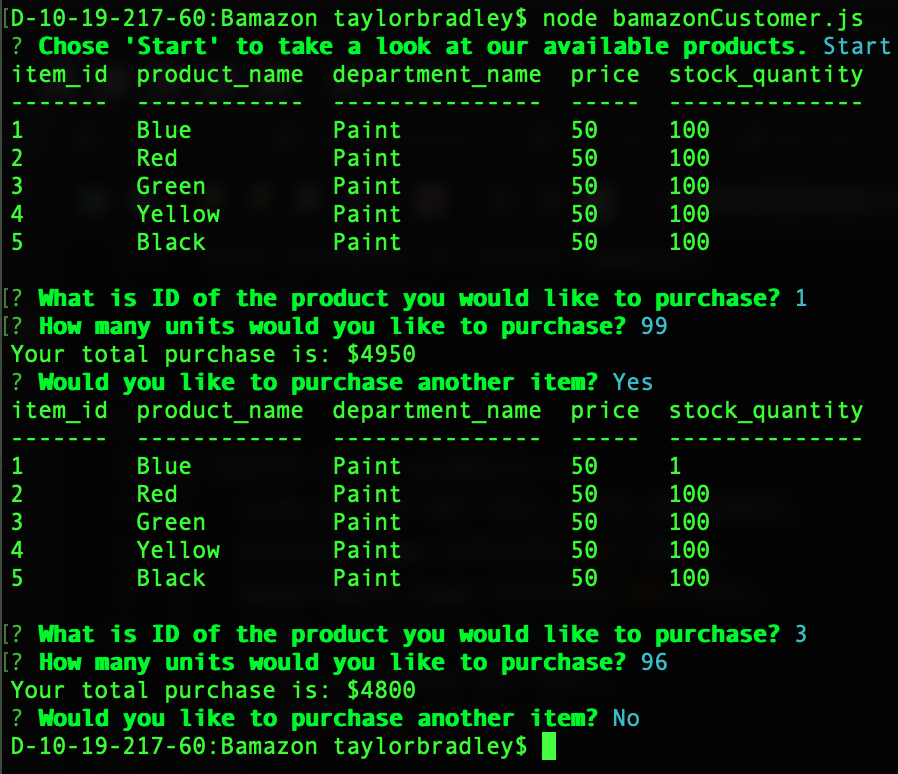 [D-10-19-217-60:Bamazon taylorbradley$ node bamazonCustomer.js
? Chose 'Start' to take a look at our available products. Start
item_id  product_name  department_name  price  stock_quantity
-------  ------------  ---------------  -----  --------------
1        Blue          Paint            50     100
2        Red           Paint            50     100
3        Green         Paint            50     100
4        Yellow        Paint            50     100
5        Black         Paint            50     100
[? What is ID of the product you would like to purchase? 1
[? How many units would you like to purchase? 99
Your total purchase is: $4950
? Would you like to purchase another item? Yes
item_id  product_name  department_name  price  stock_quantity
-------  ------------  ---------------  -----  --------------
1        Blue          Paint            50     1
2        Red           Paint            50     100
3        Green         Paint            50     100
4        Yellow        Paint            50     100
5        Black         Paint            50     100
[? What is ID of the product you would like to purchase? 3
[? How many units would you like to purchase? 96
Your total purchase is: $4800
? Would you like to purchase another item? No
D-10-19-217-60:Bamazon taylorbradley$